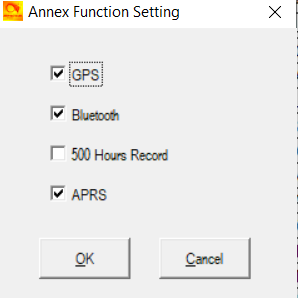 Annex Function Setting
GPS
Bluetooth
500 Hours Record
APRS
OK Cancel